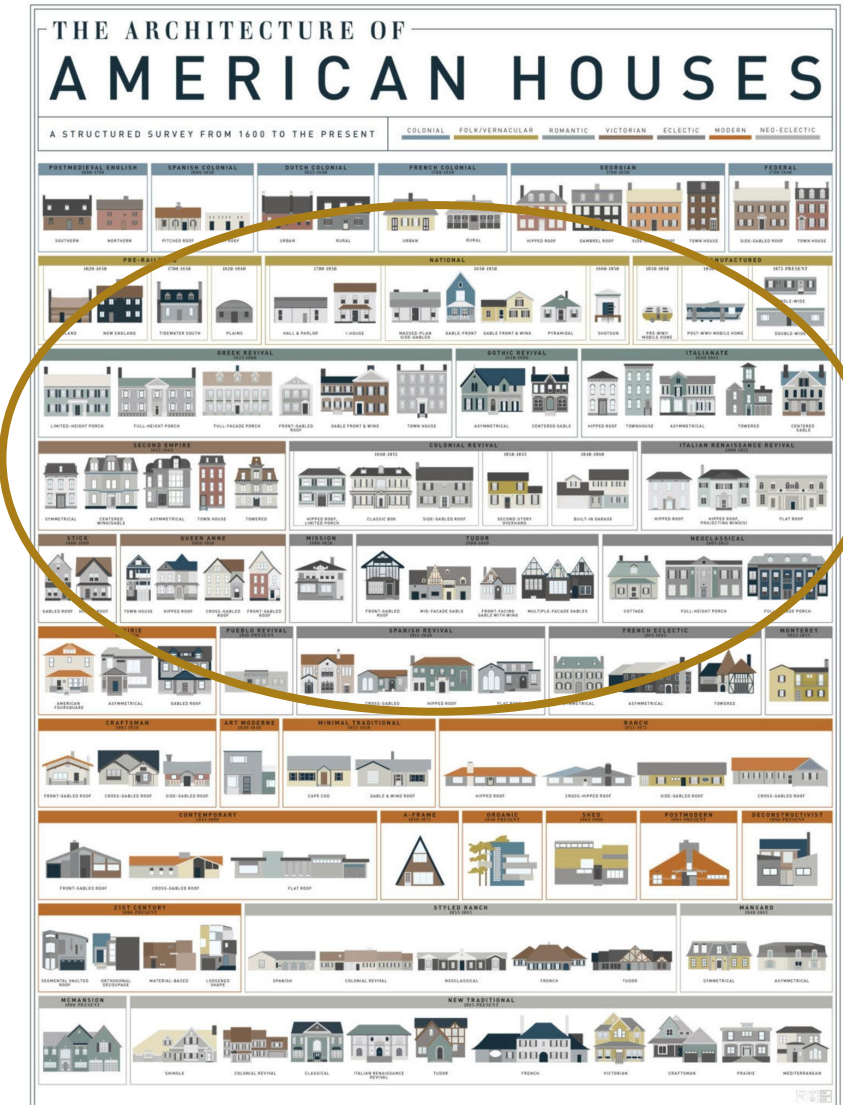 THE ARCHITECTURE OF
AMERICAN HOUSES
A STRUCTURED SURVEY FROM 1600 TO THE PRESENT
COLONIAL FOLK/VERNACULAR ROMANTIC VICTORIAN ECLECTIC MODERN NEO-ECLECTIC
POSTMEDIEVAL ENGLISH SPANISH COLONIAL DUTCH COLONIAL FRENCH COLONIAL GEORGIAN FEDERAL
SOUTHERN NORTHERN PITCHED ROOF ROOF URBAN RURAL URBAN RURAL HIPPED ROOF GAMBREL ROOF TOWN HOUSE SIDE-GABLED ROOF TOWN HOUSE
NATIONAL
1700-1930 1850-1890
NEW ENGLAND TIDEWATER SOUTH PLAINS HALL & PARLOR I-HOUSE MASSED-PLAN SIDE-GABLED GABLE-FRONT GABLE FRONT & WING PYRAMIDAL SHOTGUN PRE-WWII MOBILE HOME POST-WWII MOBILE HOME
GREEK REVIVAL GOTHIC REVIVAL ITALIANATE
LIMITED-HEIGHT PORCH FULL-HEIGHT PORCH FULL-FACADE PORCH FRONT-GABLED ROOF GABLE FRONT & WING TOWN HOUSE ASYMMETRICAL CENTERED GABLE HIPPED ROOF TOWNHOUSE ASYMMETRICAL TOWERED CENTERED GABLE
SECOND EMPIRE COLONIAL REVIVAL ITALIAN RENAISSANCE REVIVAL
SYMMETRICAL CENTERED WING/GABLE ASYMMETRICAL TOWN HOUSE TOWERED HIPPED ROOF, LIMITED PORCH CLASSIC BOX SIDE-GABLED ROOF SECOND-STORY OVERHANG BUILT-IN GARAGE HIPPED ROOF HIPPED ROOF, PROJECTING WING(S) FLAT ROOF
STICK QUEEN ANNE MISSION TUDOR NEOCLASSICAL
GABLED ROOF TOWN HOUSE HIPPED ROOF CROSS-GABLED ROOF FRONT-GABLED ROOF FRONT-GABLED ROOF MID-FACADE GABLE FRONT-FACING GABLE WITH WING MULTIPLE-FACADE GABLES COTTAGE FULL-HEIGHT PORCH
PUEBLO REVIVAL SPANISH REVIVAL FRENCH ECLECTIC MONTEREY
AMERICAN FOURSQUARE ASYMMETRICAL GABLED ROOF CROSS-GABLED HIPPED ROOF FLAT ROOF ASYMMETRICAL TOWERED
CRAFTSMAN ART MODERNE MINIMAL TRADITIONAL RANCH
FRONT-GABLED ROOF CROSS-GABLED ROOF SIDE-GABLED ROOF CAPE COD GABLE & WING ROOF HIPPED ROOF CROSS-HIPPED ROOF SIDE-GABLED ROOF CROSS-GABLED ROOF
CONTEMPORARY A-FRAME ORGANIC SHED POSTMODERN DECONSTRUCTIVIST
FRONT-GABLED ROOF CROSS-GABLED ROOF FLAT ROOF
21ST CENTURY STYLED RANCH MANSARD
SEGMENTAL VAULTED ROOF ORTHOGONAL DECOUPAGE MATERIAL-BASED LOOSENED SHAPE SPANISH COLONIAL REVIVAL NEOCLASSICAL FRENCH TUDOR SYMMETRICAL ASYMMETRICAL
MCMANSION NEW TRADITIONAL
SHINGLE COLONIAL REVIVAL CLASSICAL ITALIAN RENAISSANCE REVIVAL TUDOR FRENCH VICTORIAN CRAFTSMAN PRAIRIE MEDITERRANEAN